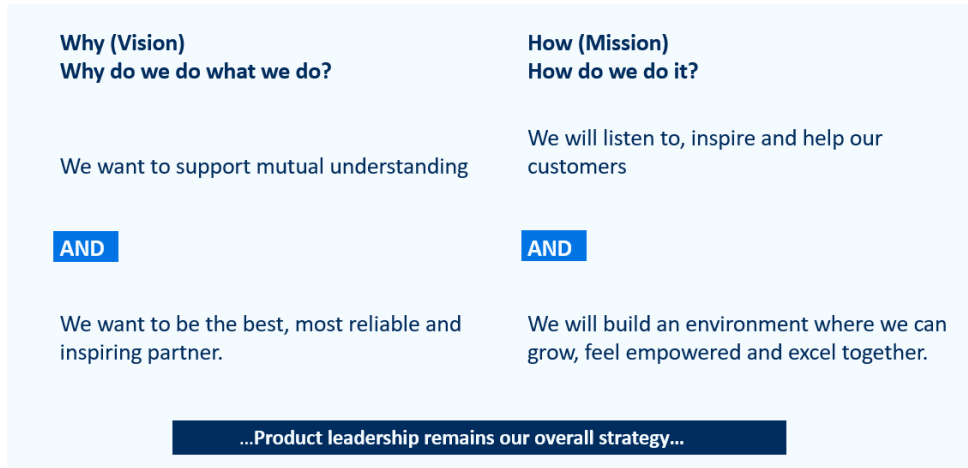 Why (Vision)
Why do we do what we do?
We want to support mutual understanding
AND
We want to be the best, most reliable and
inspiring partner.
How (Mission)
How do we do it?
We will listen to, inspire and help our
customers
AND
We will build an environment where we can
grow, feel empowered and excel together.
...Product leadership remains our overall strategy...